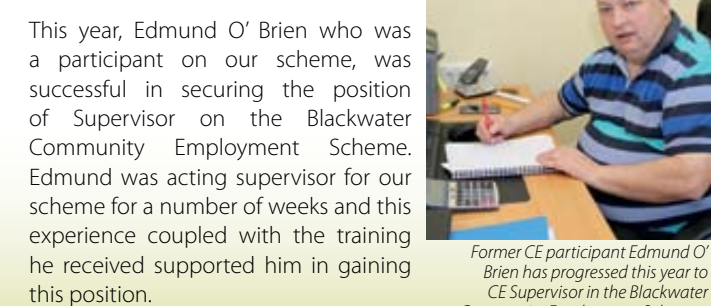 This year, Edmund O’ Brien who was
a participant on our scheme, was
successful in securing the position
of Supervisor on the Blackwater
Community Employment Scheme.
Edmund was acting supervisor for our
scheme for a number of weeks and this
experience coupled with the training
he received supported him in gaining
this position.
Former CE participant Edmund O’
Brien has progressed this year to
CE Supervisor in the Blackwater